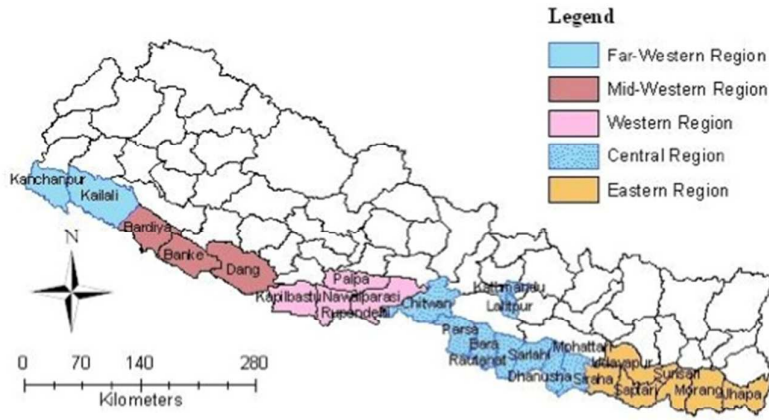 Legend
Far-Western Region
Mid-Western Region
Western Region
Central Region
Eastern Region
Kanchanpur
Kailali
Bardiya
Banke
Dang
Palpa
Kapilbastu
Nawalparasi
Rupandehi
Chitwan
Kathmandu
Lalitpur
Parsa
Bara
Rautahat
Sarlahi
Mohattari
Dhanusha
Udayapur
Siraha
Saptari
Sunsari
Morang
Jhapa
N
0 70 140 280
Kilometers